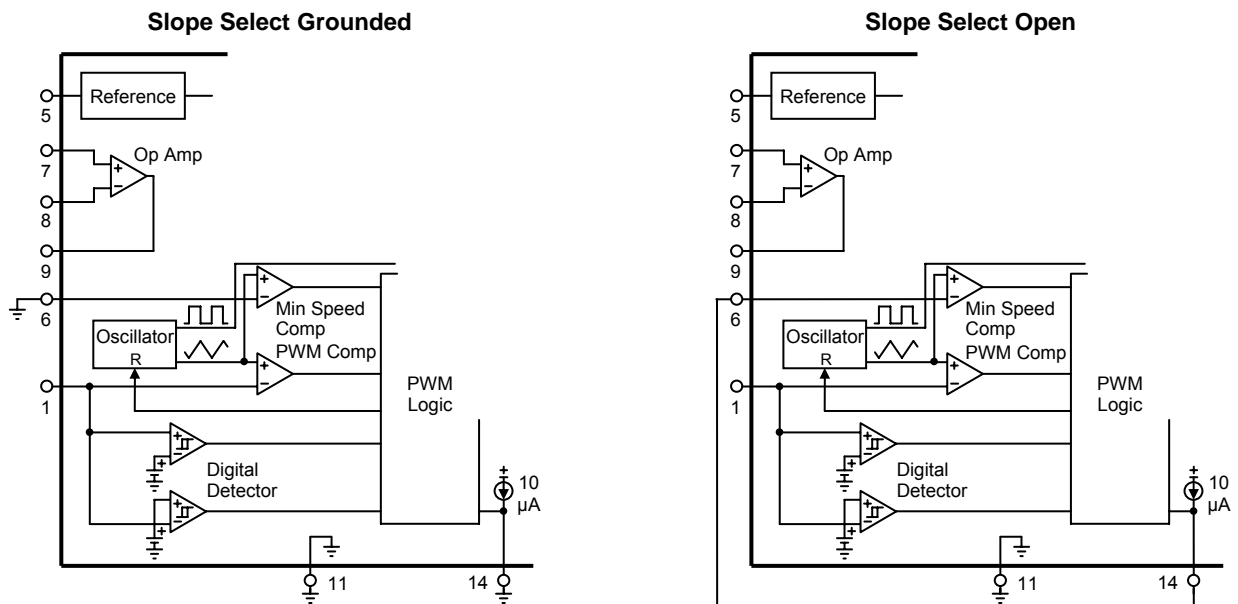 Slope Select Grounded
5
Reference
7
Op Amp
+
−
8
9
6
+
−
Min Speed
Comp
Oscillator
R
PWM Comp
+
−
1
PWM
Logic
+
−
+
Digital
Detector
+
−
+
+
10
µA
11
14
Slope Select Open
5
Reference
7
Op Amp
+
−
8
9
6
+
−
Min Speed
Comp
Oscillator
R
PWM Comp
+
−
1
PWM
Logic
+
−
+
Digital
Detector
+
−
+
+
10
µA
11
14